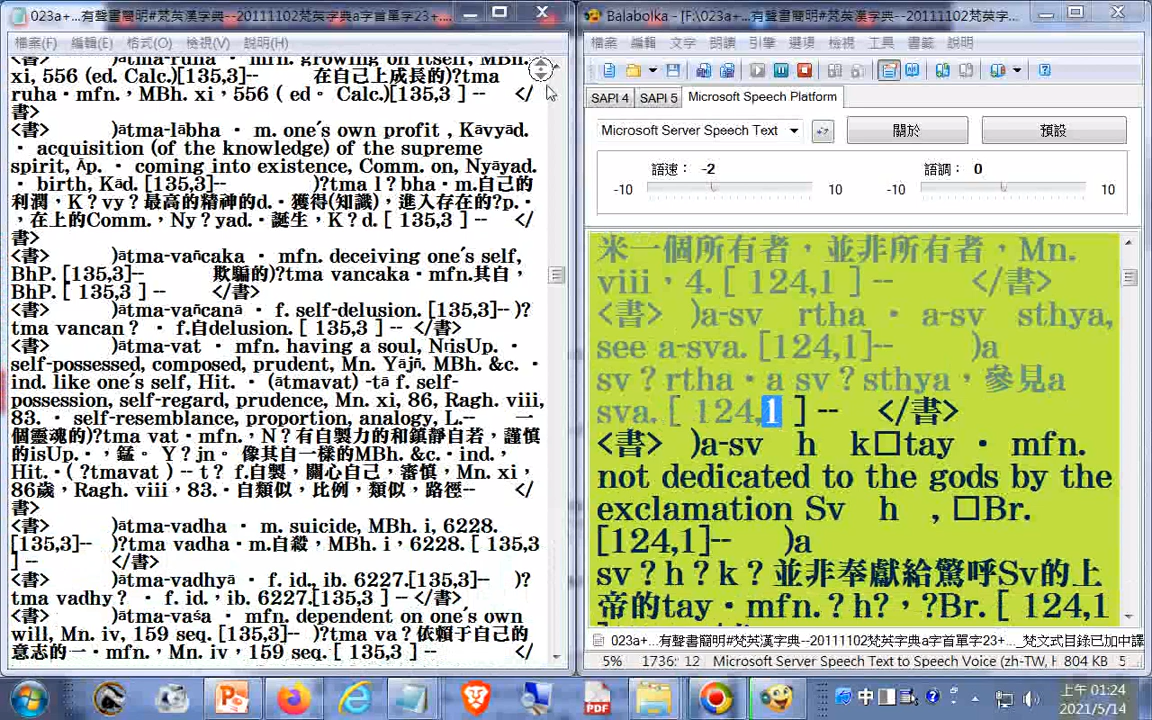 ...有聲書簡明#梵英漢字典--20111102梵英字典a字首單字23+...
檔案(F) 編輯(E) 格式(O) 檢視(V) 說明(H)
<書> )ātma-ruha · mfn. growing on itself, MBh.
xi, 556 (ed. Calc.)[135,3]-- 在自己上成長的)?tma
ruha · mfn.,MBh. xi,556 ( ed。 Calc.)[135,3 ] -- </
書>
<書> )ātma-lābha · m. one's own profit , Kāvyād.
· acquisition (of the knowledge) of the supreme
spirit, Āp. · coming into existence, Comm. on, Nyāyad.
· birth, Kād. [135,3]-- )?tma l?bha · m.自己的
利潤,K?vy?最高的精神的d. · 獲得(知識),進入存在的?p. ·
,在上的Comm.,Ny?yad. · 誕生,K?d. [ 135,3 ] -- </
書>
<書> )ātma-vañcaka · mfn. deceiving one's self,
BhP. [135,3]-- 欺騙的)?tma vancaka · mfn.其自,
BhP. [ 135,3 ] -- </書>
<書> )ātma-vañcanā · f. self-delusion. [135,3]-- )?
tma vancan? · f.自delusion. [ 135,3 ] -- </書>
<書> )ātma-vat · mfn. having a soul, NṛisUp. ·
self-possessed, composed, prudent, Mn. Yājñ. MBh. &c. ·
ind. like one's self, Hit. · (ātmavat) -tā f. self-
possession, self-regard, prudence, Mn. xi, 86, Ragh. viii,
83. · self-resemblance, proportion, analogy, L.-- 一
個靈魂的)?tma vat · mfn.,N?有自製力的和鎮靜自若,謹慎
的isUp. · 錳。 Y?jn。 像其自一樣的MBh. &c. · ind.,
Hit. · ( ?tmavat ) -- t? f.自製,關心自己,審慎,Mn. xi,
86歲,Ragh. viii,83. · 自類似,比例,類似,路徑-- </
書>
<書> )ātma-vadha · m. suicide, MBh. i, 6228.
[135,3]-- )?tma vadha · m.自殺,MBh. i,6228. [ 135,3
] -- </書>
<書> )ātma-vadhyā · f. id., ib. 6227.[135,3]-- )?
tma vadhy? · f. id.,ib. 6227.[135,3 ] -- </書>
<書> )ātma-vaśa · mfn. dependent on one's own
will, Mn. iv, 159 seq. [135,3]-- )?tma va?依賴于自己的
意志的一 · mfn.,Mn. iv,159 seq. [ 135,3 ] -- </
Balabolka - [F:\023a+...有聲書簡明#梵英漢字典--20111102梵英字...
檔案 編輯 文字 朗讀 引擎 選項 檢視 工具 書籤 說明
SAPI 4 SAPI 5 Microsoft Speech Platform
Microsoft Server Speech Text 關於 預設
語速: -2 語調: 0
-10 10 -10 10
米一個所有者,並非所有者,Mn.
viii,4. [ 124,1 ] -- </書>
<書> )a-sv rtha · a-sv sthya,
see a-sva. [124,1]-- )a
sv?rtha · a sv?sthya,參見a
sva. [ 124,1 ] -- </書>
<書> )a-sv h k□tay · mfn.
not dedicated to the gods by the
exclamation Sv h , □Br.
[124,1]-- )a
sv?h?k?並非奉獻給驚呼Sv的上
帝的tay · mfn.?h?,?Br. [ 124,1
023a+...有聲書簡明#梵英漢字典--20111102梵英字典a字首單字23+..._梵文式目錄已加中譯
5% 1736: 12 Microsoft Server Speech Text to Speech Voice (zh-TW, H 804 KB 5
中
上午 01:24
2021/5/14